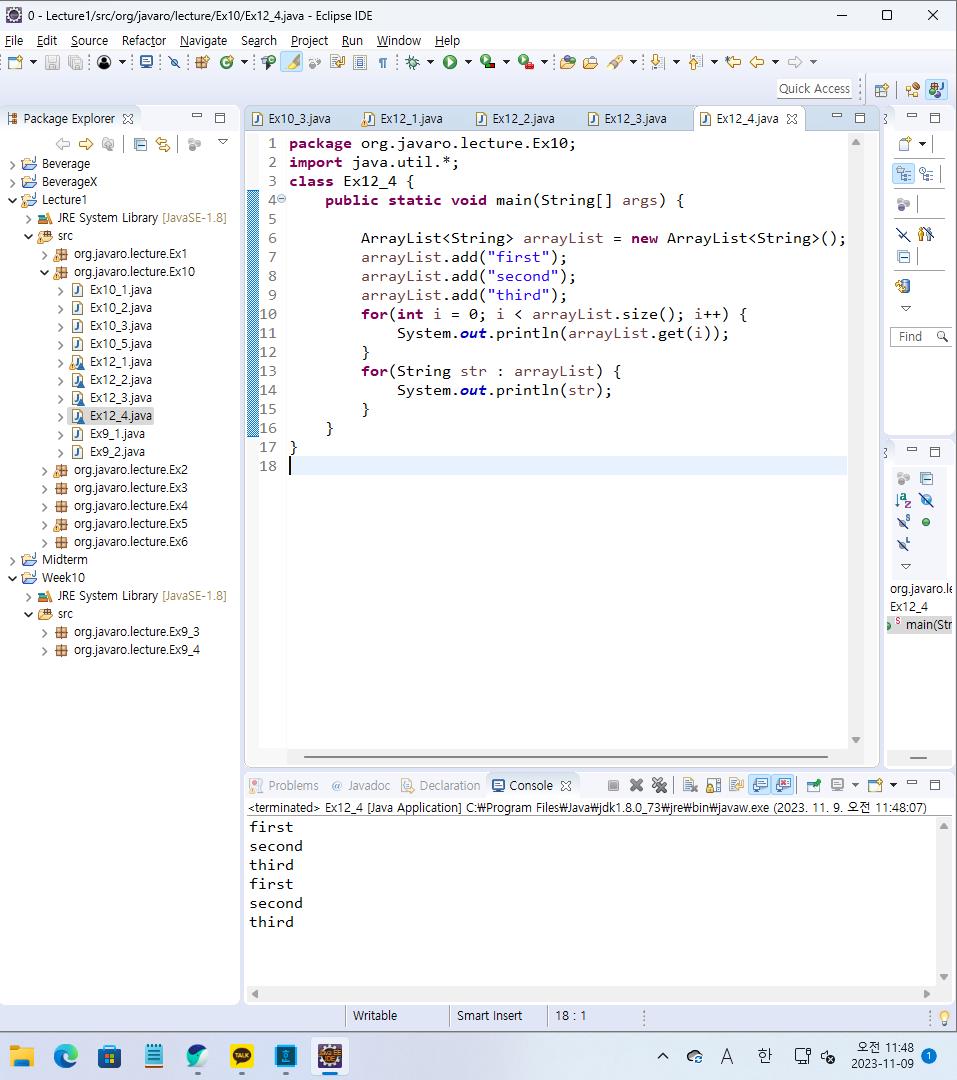 0 - Lecture1/src/org/javaro/lecture/Ex10/Ex12_4.java - Eclipse IDE
File Edit Source Refactor Navigate Search Project Run Window Help
Quick Access
Package Explorer
Beverage
BeverageX
Lecture1
JRE System Library [JavaSE-1.8]
src
org.javaro.lecture.Ex1
org.javaro.lecture.Ex10
Ex10_1.java
Ex10_2.java
Ex10_3.java
Ex10_5.java
Ex12_1.java
Ex12_2.java
Ex12_3.java
Ex12_4.java
Ex9_1.java
Ex9_2.java
org.javaro.lecture.Ex2
org.javaro.lecture.Ex3
org.javaro.lecture.Ex4
org.javaro.lecture.Ex5
org.javaro.lecture.Ex6
Midterm
Week10
JRE System Library [JavaSE-1.8]
src
org.javaro.lecture.Ex9_3
org.javaro.lecture.Ex9_4
Ex10_3.java Ex12_1.java Ex12_2.java Ex12_3.java Ex12_4.java
1 package org.javaro.lecture.Ex10;
2 import java.util.*;
3 class Ex12_4 {
4 public static void main(String[] args) {
5
6 ArrayList<String> arrayList = new ArrayList<String>();
7 arrayList.add("first");
8 arrayList.add("second");
9 arrayList.add("third");
10 for(int i = 0; i < arrayList.size(); i++) {
11 System.out.println(arrayList.get(i));
12 }
13 for(String str : arrayList) {
14 System.out.println(str);
15 }
16 }
17 }
18
Find
org.javaro.le
Ex12_4
main(Str
Problems @ Javadoc Declaration Console
<terminated> Ex12_4 [Java Application] C:₩Program Files₩Java₩jdk1.8.0_73₩jre₩bin₩javaw.exe (2023. 11. 9. 오전 11:48:07)
first
second
third
first
second
third
Writable Smart Insert 18 : 1
TALK
Java EE
IDE
A 한 오전 11:48
2023-11-09 1